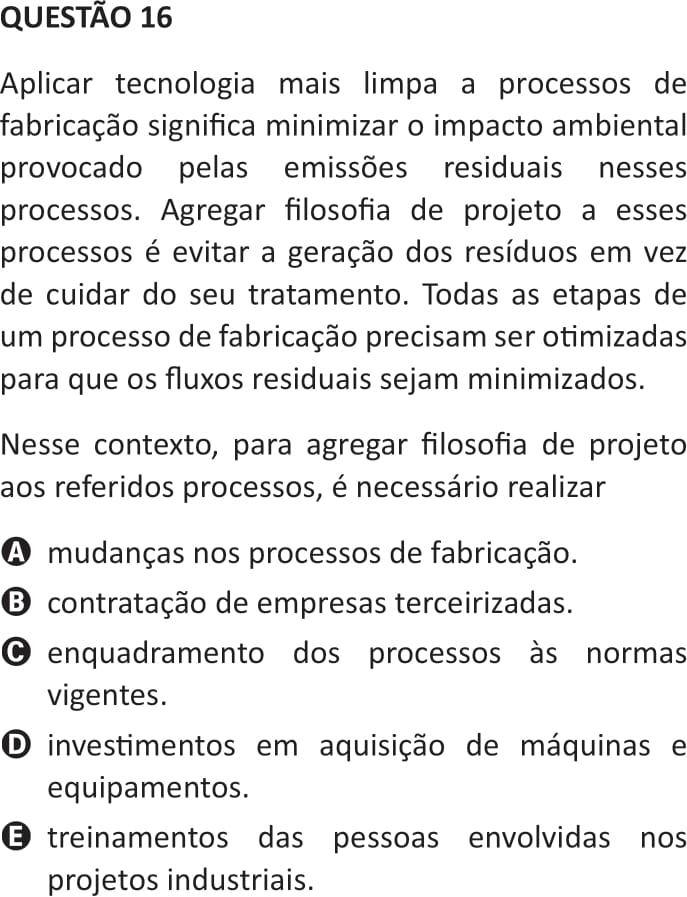 QUESTÃO 16
Aplicar tecnologia mais limpa a processos de
fabricação significa minimizar o impacto ambiental
provocado pelas emissões residuais nesses
processos. Agregar filosofia de projeto a esses
processos é evitar a geração dos resíduos em vez
de cuidar do seu tratamento. Todas as etapas de
um processo de fabricação precisam ser otimizadas
para que os fluxos residuais sejam minimizados.
Nesse contexto, para agregar filosofia de projeto
aos referidos processos, é necessário realizar
A mudanças nos processos de fabricação.
B contratação de empresas terceirizadas.
C enquadramento dos processos às normas
vigentes.
D investimentos em aquisição de máquinas e
equipamentos.
E treinamentos das pessoas envolvidas nos
projetos industriais.